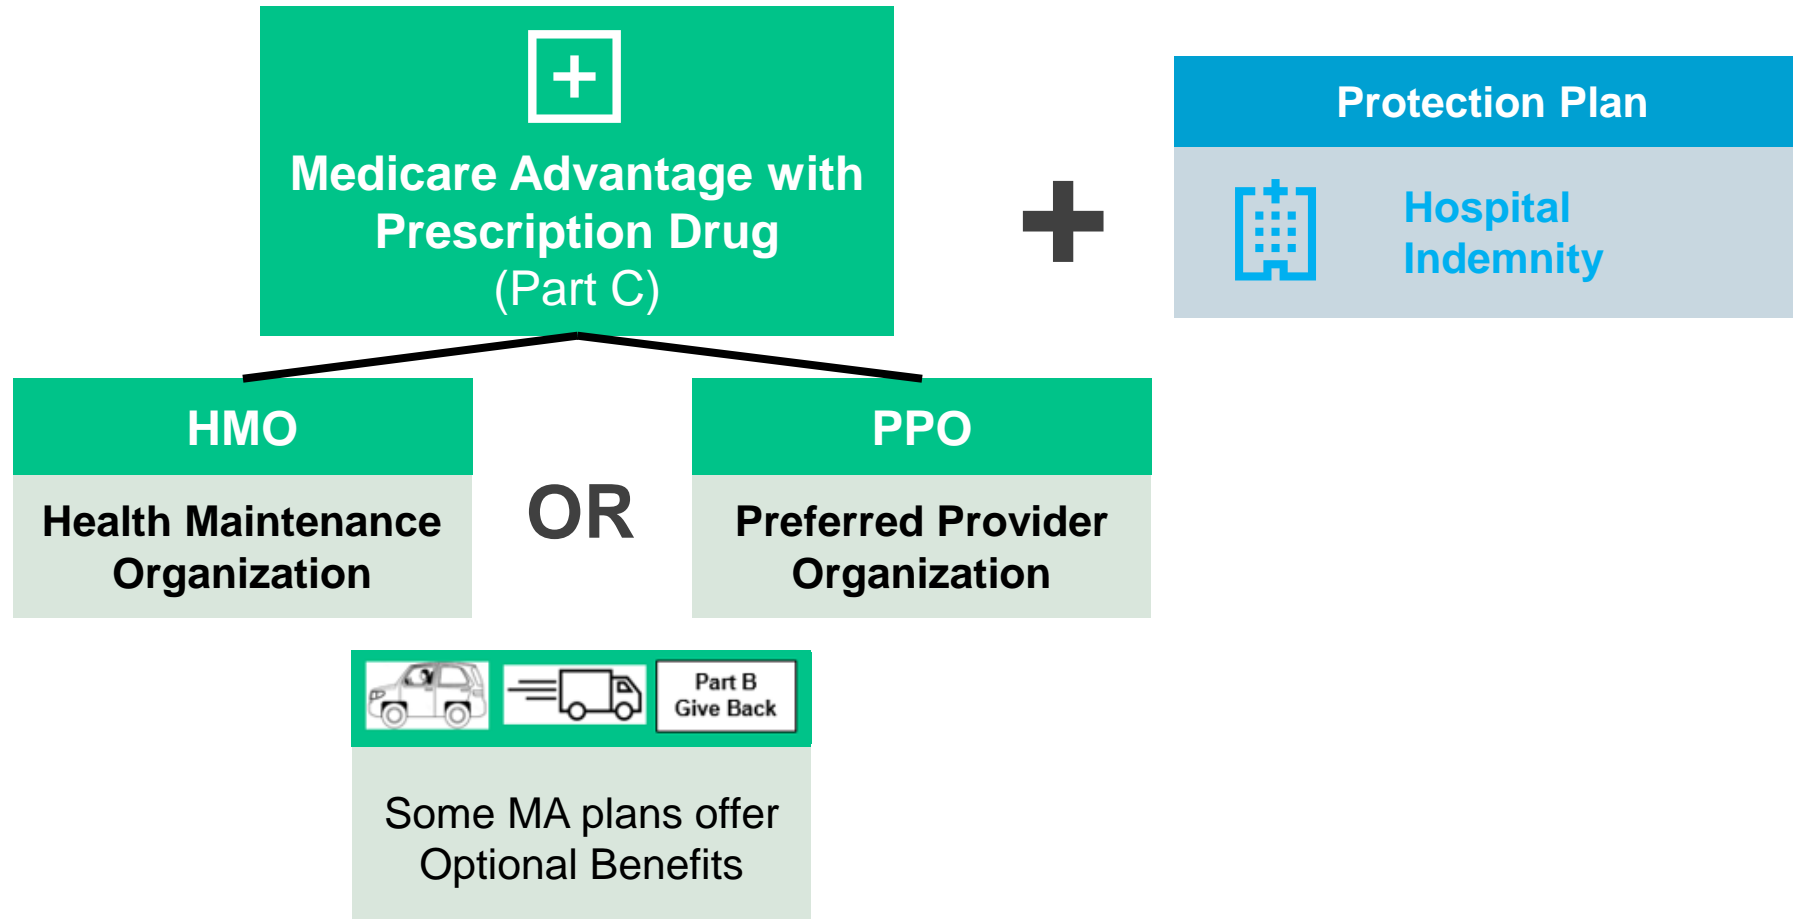 Medicare Advantage with
Prescription Drug
(Part C)
Protection Plan
Hospital
Indemnity
HMO
Health Maintenance
Organization
OR
PPO
Preferred Provider
Organization
Part B
Give Back
Some MA plans offer
Optional Benefits